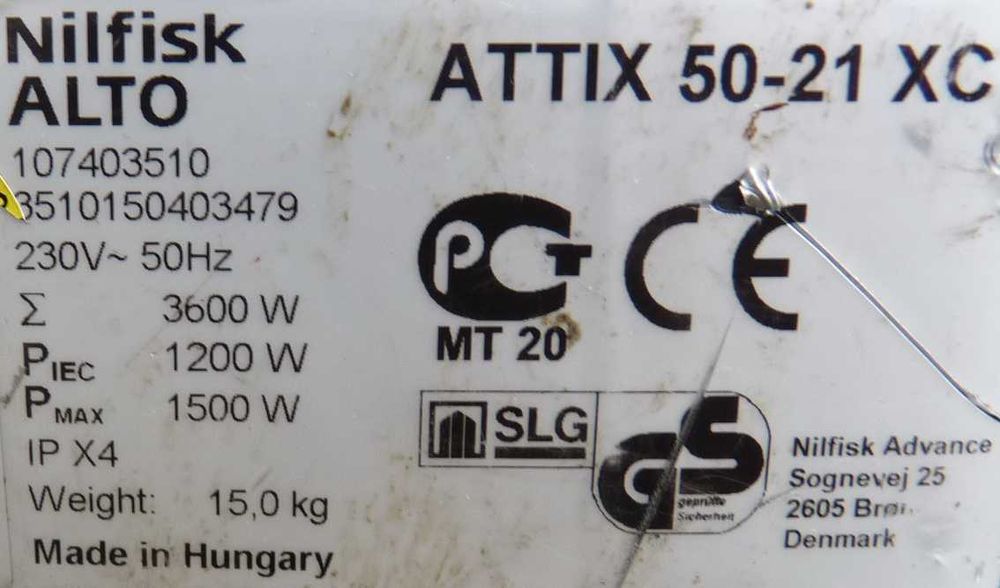 Nilfisk
ALTO
ATTIX 50-21 XC
107403510
3510150403479
230V~ 50Hz
Σ 3600 W
PIEC 1200 W
PMAX 1500 W
IP X4
Weight: 15,0 kg
Made in Hungary
PCT
MT 20
CE
SLG
GS
geprüfte
Sicherheit
Nilfisk Advance
Sognevej 25
2605
Denmark